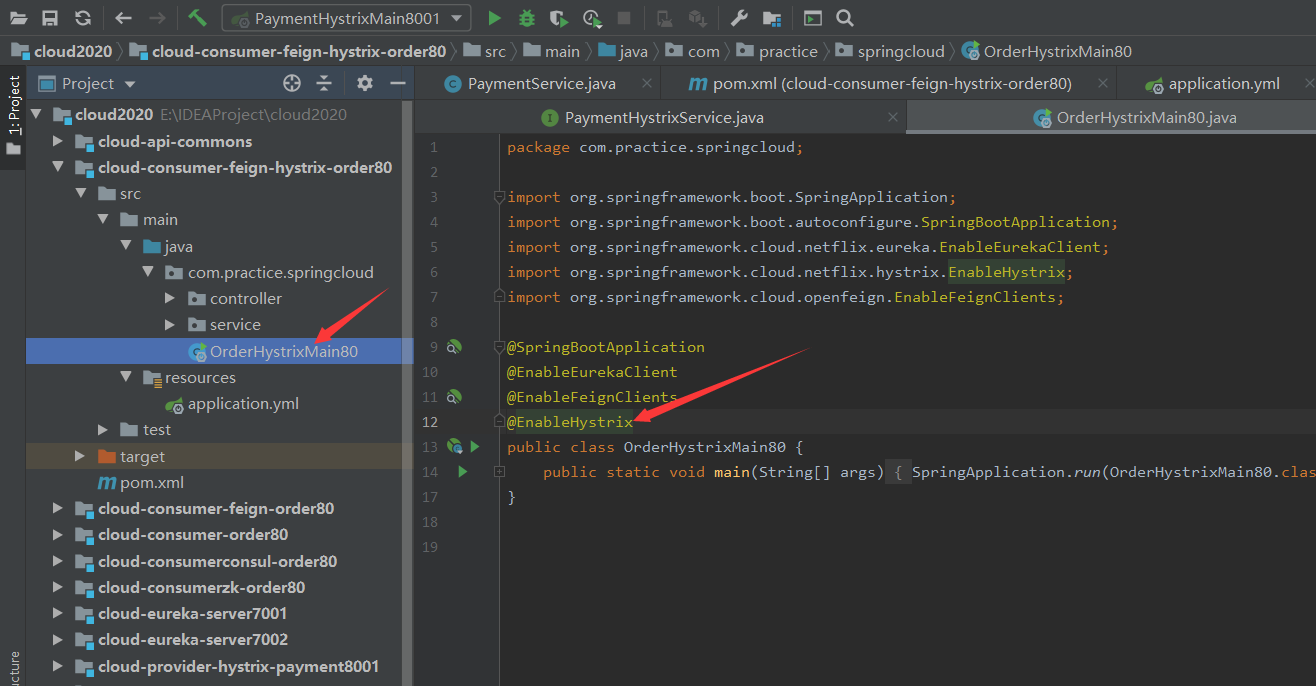 PaymentHystrixMain8001
cloud2020 cloud-consumer-feign-hystrix-order80 src main java com practice springcloud OrderHystrixMain80
1: Project
Project
cloud2020 E:\IDEAProject\cloud2020
cloud-api-commons
cloud-consumer-feign-hystrix-order80
src
main
java
com.practice.springcloud
controller
service
OrderHystrixMain80
resources
application.yml
test
target
pom.xml
cloud-consumer-feign-order80
cloud-consumer-order80
cloud-consumerconsul-order80
cloud-consumerzk-order80
cloud-eureka-server7001
cloud-eureka-server7002
cloud-provider-hystrix-payment8001
PaymentService.java pom.xml (cloud-consumer-feign-hystrix-order80) application.yml
PaymentHystrixService.java OrderHystrixMain80.java
1 package com.practice.springcloud;
2
3 import org.springframework.boot.SpringApplication;
4 import org.springframework.boot.autoconfigure.SpringBootApplication;
5 import org.springframework.cloud.netflix.eureka.EnableEurekaClient;
6 import org.springframework.cloud.netflix.hystrix.EnableHystrix;
7 import org.springframework.cloud.openfeign.EnableFeignClients;
8
9 @SpringBootApplication
10 @EnableEurekaClient
11 @EnableFeignClients
12 @EnableHystrix
13 public class OrderHystrixMain80 {
14 public static void main(String[] args) { SpringApplication.run(OrderHystrixMain80.clas
17 }
18
19